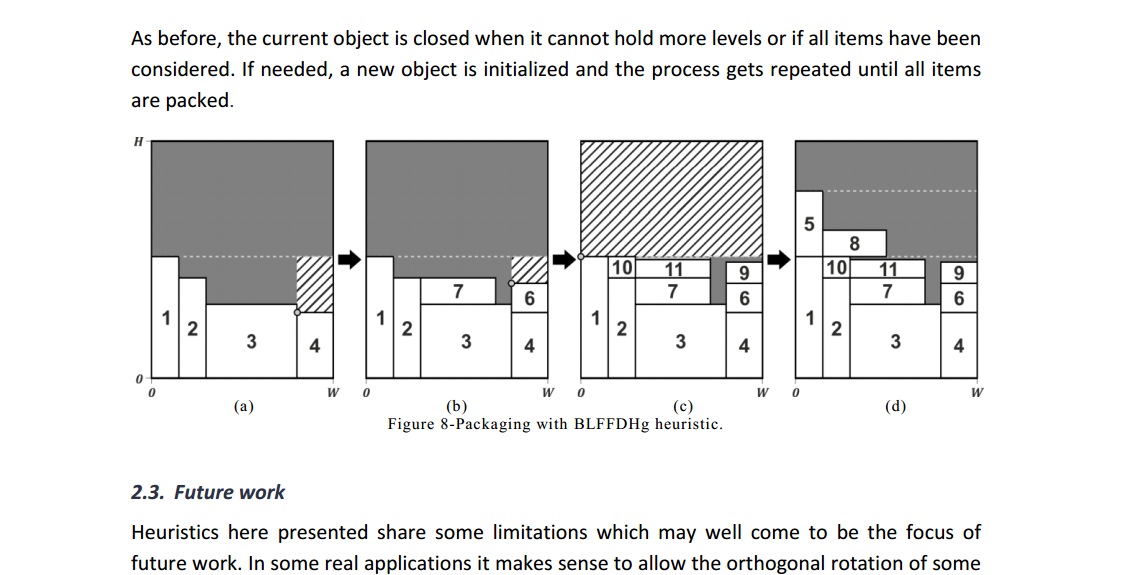 As before, the current object is closed when it cannot hold more levels or if all items have been
considered. If needed, a new object is initialized and the process gets repeated until all items
are packed.
H
0
1 2 3 4
0 W
1 2 7 3 6 4
0 W
10 11 9
7 6
1 2 3 4
0 W
5
8
10 11 9
7 6
1 2 3 4
0 W
(a) (b) (c) (d)
Figure 8-Packaging with BLFFDHg heuristic.
2.3. Future work
Heuristics here presented share some limitations which may well come to be the focus of
future work. In some real applications it makes sense to allow the orthogonal rotation of some